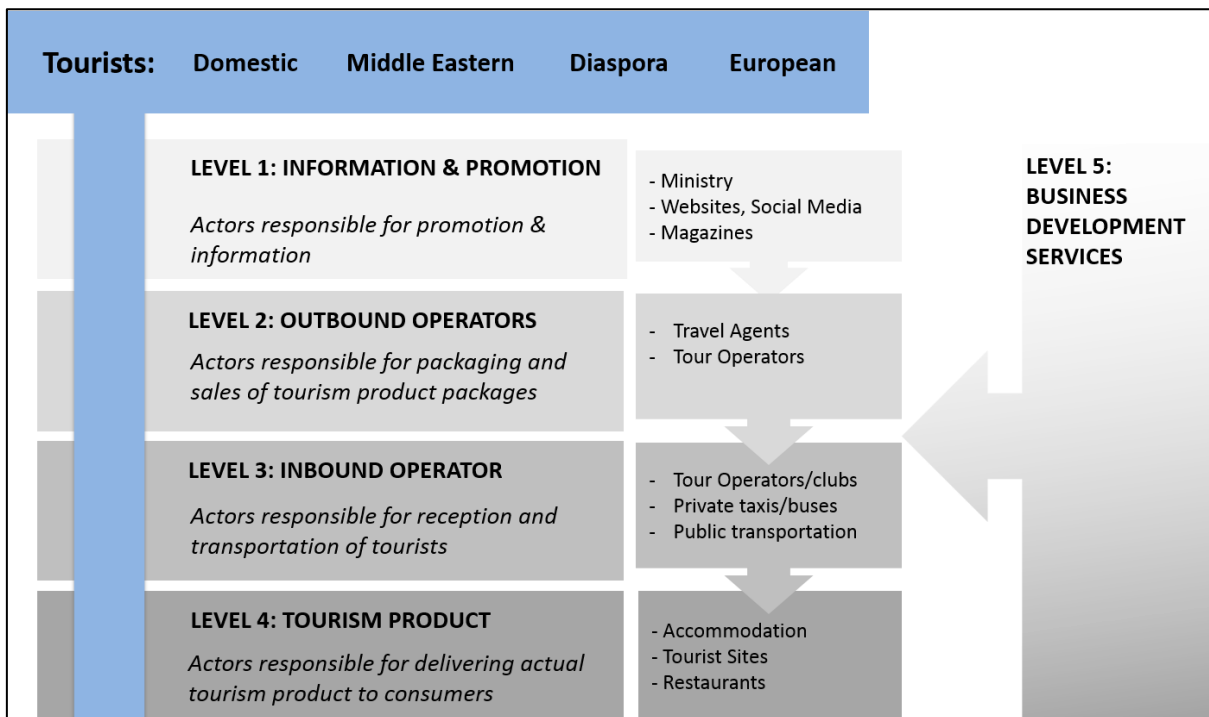 Tourists: Domestic Middle Eastern Diaspora European
LEVEL 1: INFORMATION & PROMOTION
Actors responsible for promotion &
information
- Ministry
- Websites, Social Media
- Magazines
LEVEL 2: OUTBOUND OPERATORS
Actors responsible for packaging and
sales of tourism product packages
- Travel Agents
- Tour Operators
LEVEL 3: INBOUND OPERATOR
Actors responsible for reception and
transportation of tourists
- Tour Operators/clubs
- Private taxis/buses
- Public transportation
LEVEL 4: TOURISM PRODUCT
Actors responsible for delivering actual
tourism product to consumers
- Accommodation
- Tourist Sites
- Restaurants
LEVEL 5:
BUSINESS
DEVELOPMENT
SERVICES